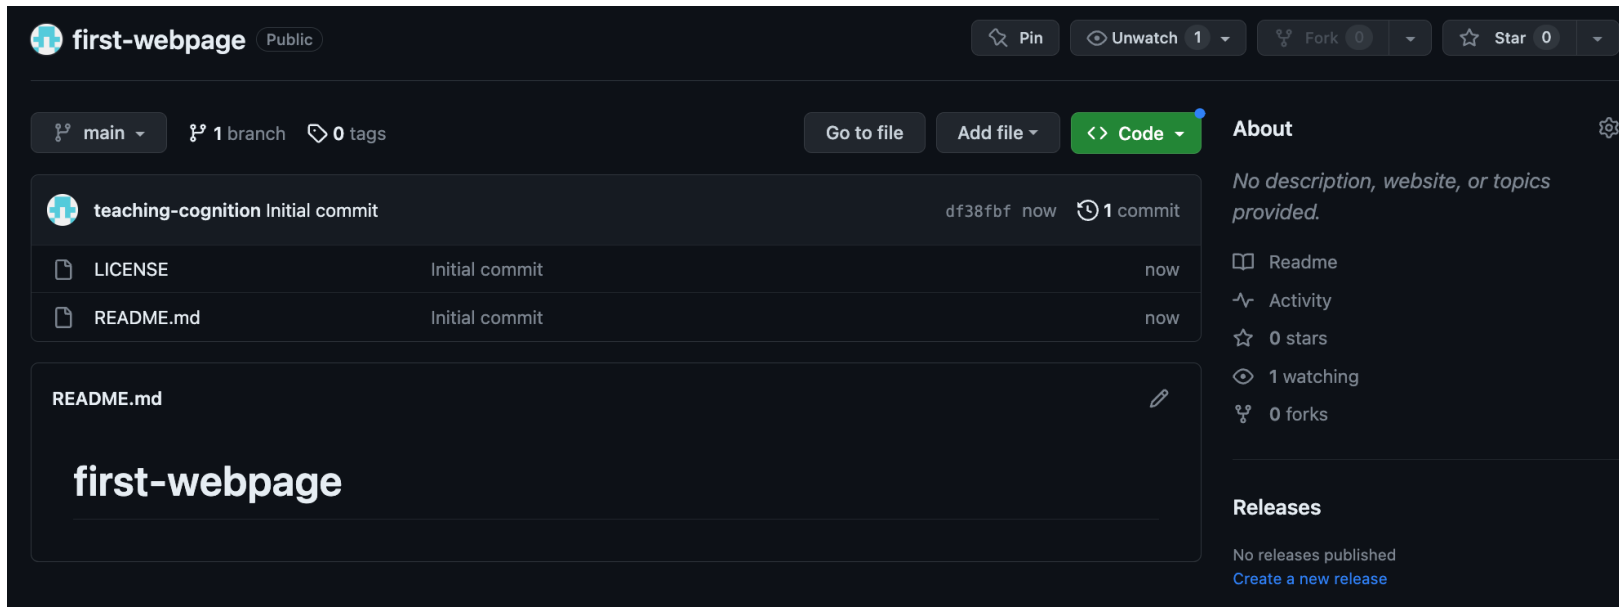 first-webpage Public Pin Unwatch 1 Fork 0 Star 0
main 1 branch 0 tags Go to file Add file Code
teaching-cognition Initial commit df38fbf now 1 commit
LICENSE Initial commit now
README.md Initial commit now
README.md
first-webpage
About
No description, website, or topics
provided.
Readme
Activity
0 stars
1 watching
0 forks
Releases
No releases published
Create a new release